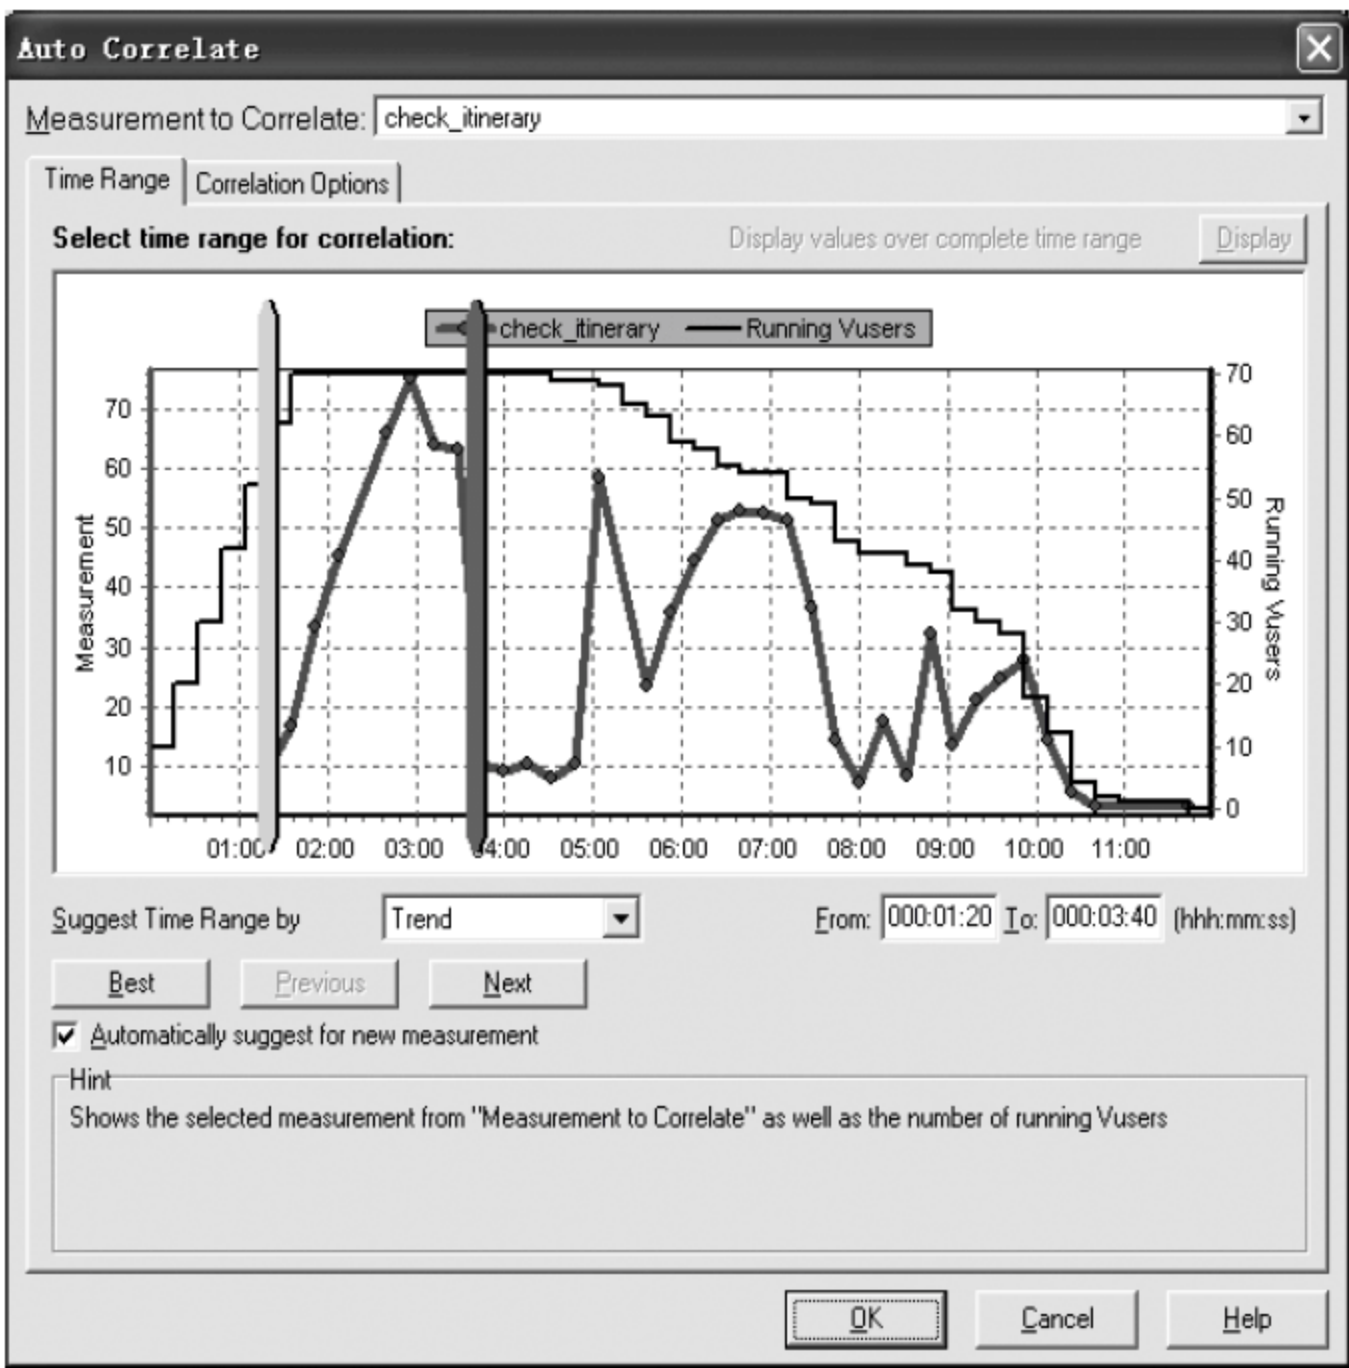 Auto Correlate
Measurement to Correlate: check_itinerary
Time Range Correlation Options
Select time range for correlation: Display values over complete time range Display
check_itinerary Running Vusers
70 70
60 60
50 50
40 40
30 30
20 20
10 10
0
Measurement
Running Vusers
01:00 02:00 03:00 04:00 05:00 06:00 07:00 08:00 09:00 10:00 11:00
Suggest Time Range by Trend From: 000:01:20 To: 000:03:40 (hhh:mm:ss)
Best Previous Next
Automatically suggest for new measurement
Hint
Shows the selected measurement from "Measurement to Correlate" as well as the number of running Vusers
OK Cancel Help